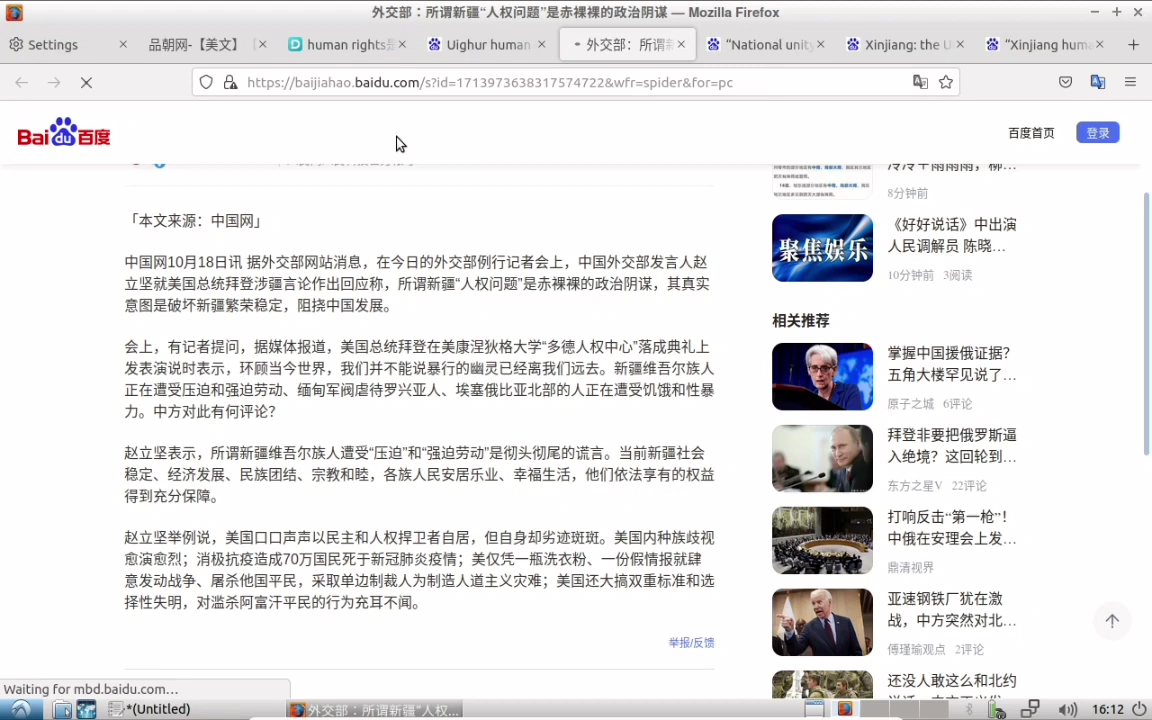 外交部：所谓新疆“人权问题”是赤裸裸的政治阴谋 — Mozilla Firefox
Settings
品朝网-【美文】
human rights
Uighur human
外交部：所谓新
“National unity
Xinjiang: the U
“Xinjiang hum
https://baijiahao.baidu.com/s?id=1713973638317574722&wfr=spider&for=pc
Bai du 百度
百度首页
登录
「本文来源：中国网」
中国网10月18日讯 据外交部网站消息，在今日的外交部例行记者会上，中国外交部发言人赵
立坚就美国总统拜登涉疆言论作出回应称，所谓新疆“人权问题”是赤裸裸的政治阴谋，其真实
意图是破坏新疆繁荣稳定，阻挠中国发展。
会上，有记者提问，据媒体报道，美国总统拜登在美康涅狄格大学“多德人权中心”落成典礼上
发表演说时表示，环顾当今世界，我们并不能说暴行的幽灵已经离我们远去。新疆维吾尔族人
正在遭受压迫和强迫劳动、缅甸军阀虐待罗兴亚人、埃塞俄比亚北部的人正在遭受饥饿和性暴
力。中方对此有何评论？
赵立坚表示，所谓新疆维吾尔族人遭受“压迫”和“强迫劳动”是彻头彻尾的谎言。当前新疆社会
稳定、经济发展、民族团结、宗教和睦，各族人民安居乐业、幸福生活，他们依法享有的权益
得到充分保障。
赵立坚举例说，美国口口声声以民主和人权捍卫者自居，但自身却劣迹斑斑。美国内种族歧视
愈演愈烈；消极抗疫造成70万国民死于新冠肺炎疫情；美仅凭一瓶洗衣粉、一份假情报就肆
意发动战争、屠杀他国平民，采取单边制裁人为制造人道主义灾难；美国还大搞双重标准和选
择性失明，对滥杀阿富汗平民的行为充耳不闻。
举报/反馈
8分钟前
聚焦娱乐
《好好说话》中出演
人民调解员 陈晓…
10分钟前 3阅读
相关推荐
掌握中国援俄证据？
五角大楼罕见说了…
原子之城 6评论
拜登非要把俄罗斯逼
入绝境？这回轮到…
东方之星V 22评论
打响反击“第一枪”！
中俄在安理会上发…
鼎清视界
亚速钢铁厂犹在激
战，中方突然对北…
傅瑾瑜观点 2评论
还没人敢这么和北约
Waiting for mbd.baidu.com…
*(Untitled)
外交部：所谓新疆“人权...
16:12